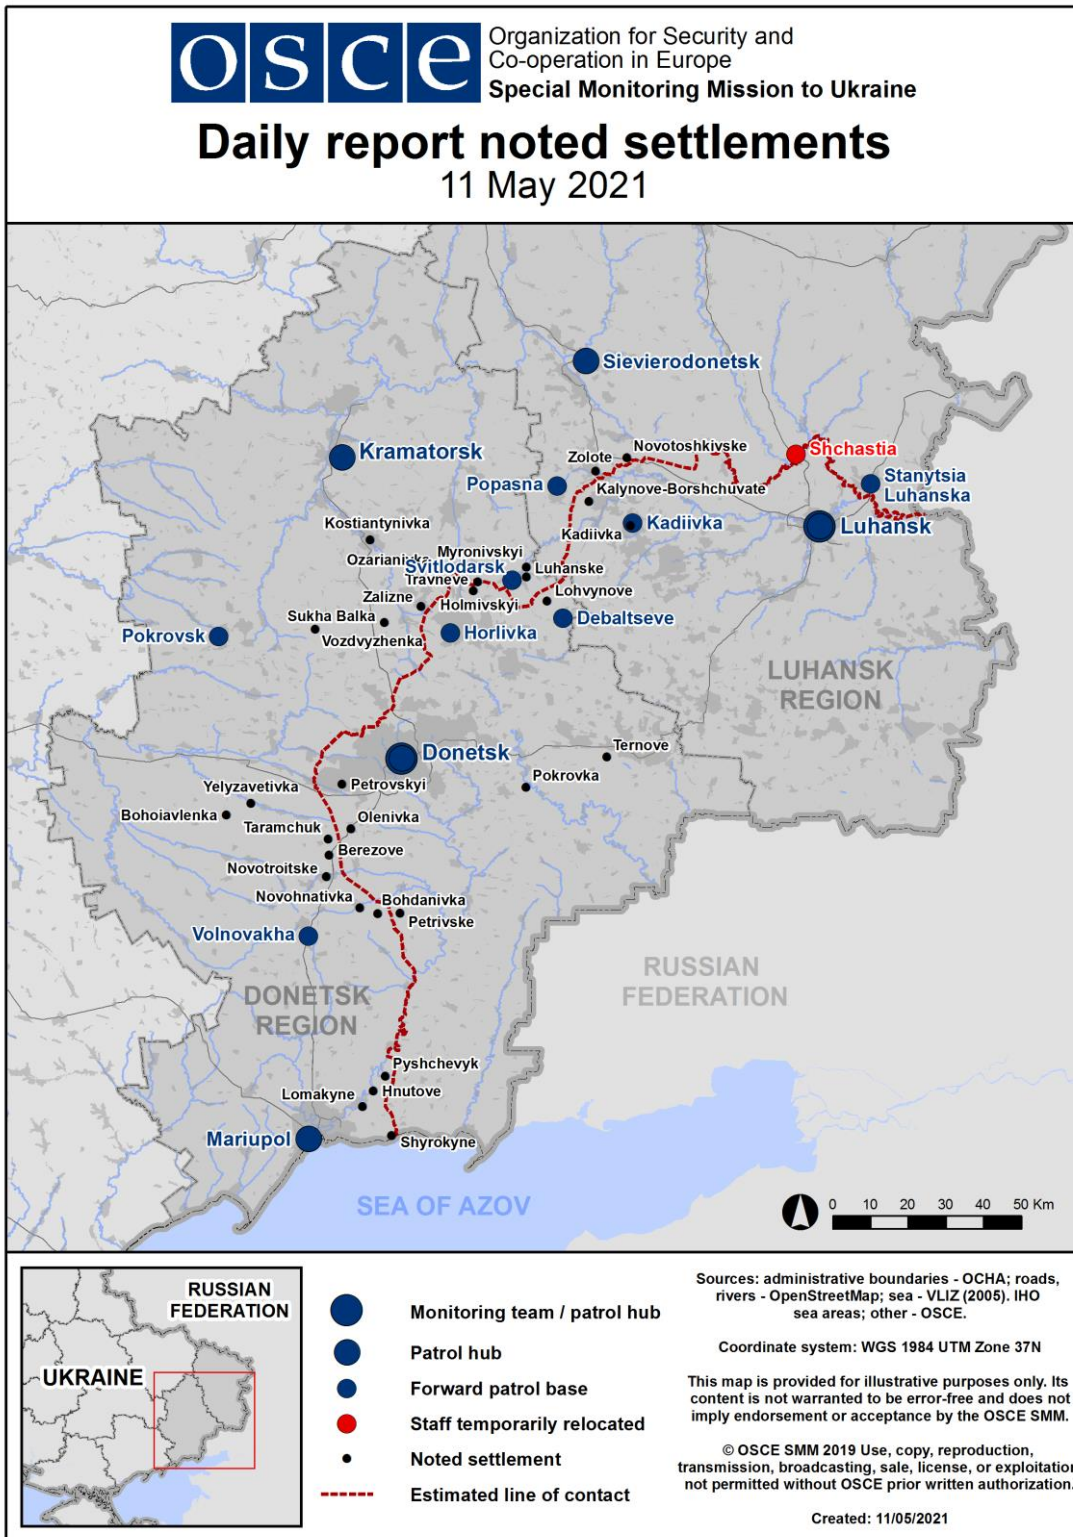 osce
Organization for Security and
Co-operation in Europe
Special Monitoring Mission to Ukraine
Daily report noted settlements
11 May 2021
Sievierodonetsk
Kramatorsk
Novotoshkivske
Shchastia
Zolote
Popasna
Kalynove-Borshchuvate
Stanytsia
Luhanska
Kostiantynivka
Kadiivka
Kadiivka
Luhansk
Myronivskyi
Svitlodarsk
Luhanske
Travneve
Lohvynove
Zalizne
Holmivskyi
Sukha Balka
Debaltseve
Pokrovsk
Vozdvyzhenka
Horlivka
LUHANSK
REGION
Donetsk
Ternove
Yelyzavetivka
Petrovskyi
Pokrovka
Bohoiavlenka
Taramchuk
Olenivka
Berezove
Novotroitske
Novohnativka
Bohdanivka
Petrivske
Volnovakha
DONETSK
REGION
RUSSIAN
FEDERATION
Pyshchevyk
Lomakyne
Hnutove
Mariupol
Shyrokyne
SEA OF AZOV
0 10 20 30 40 50 Km
RUSSIAN
FEDERATION
UKRAINE
Monitoring team / patrol hub
Patrol hub
Forward patrol base
Staff temporarily relocated
Noted settlement
Estimated line of contact
Sources: administrative boundaries - OCHA; roads,
rivers - OpenStreetMap; sea - VLIZ (2005). IHO
sea areas; other - OSCE.
Coordinate system: WGS 1984 UTM Zone 37N
This map is provided for illustrative purposes only. Its
content is not warranted to be error-free and does not
imply endorsement or acceptance by the OSCE SMM.
© OSCE SMM 2019 Use, copy, reproduction,
transmission, broadcasting, sale, license, or exploitation
not permitted without OSCE prior written authorization.
Created: 11/05/2021